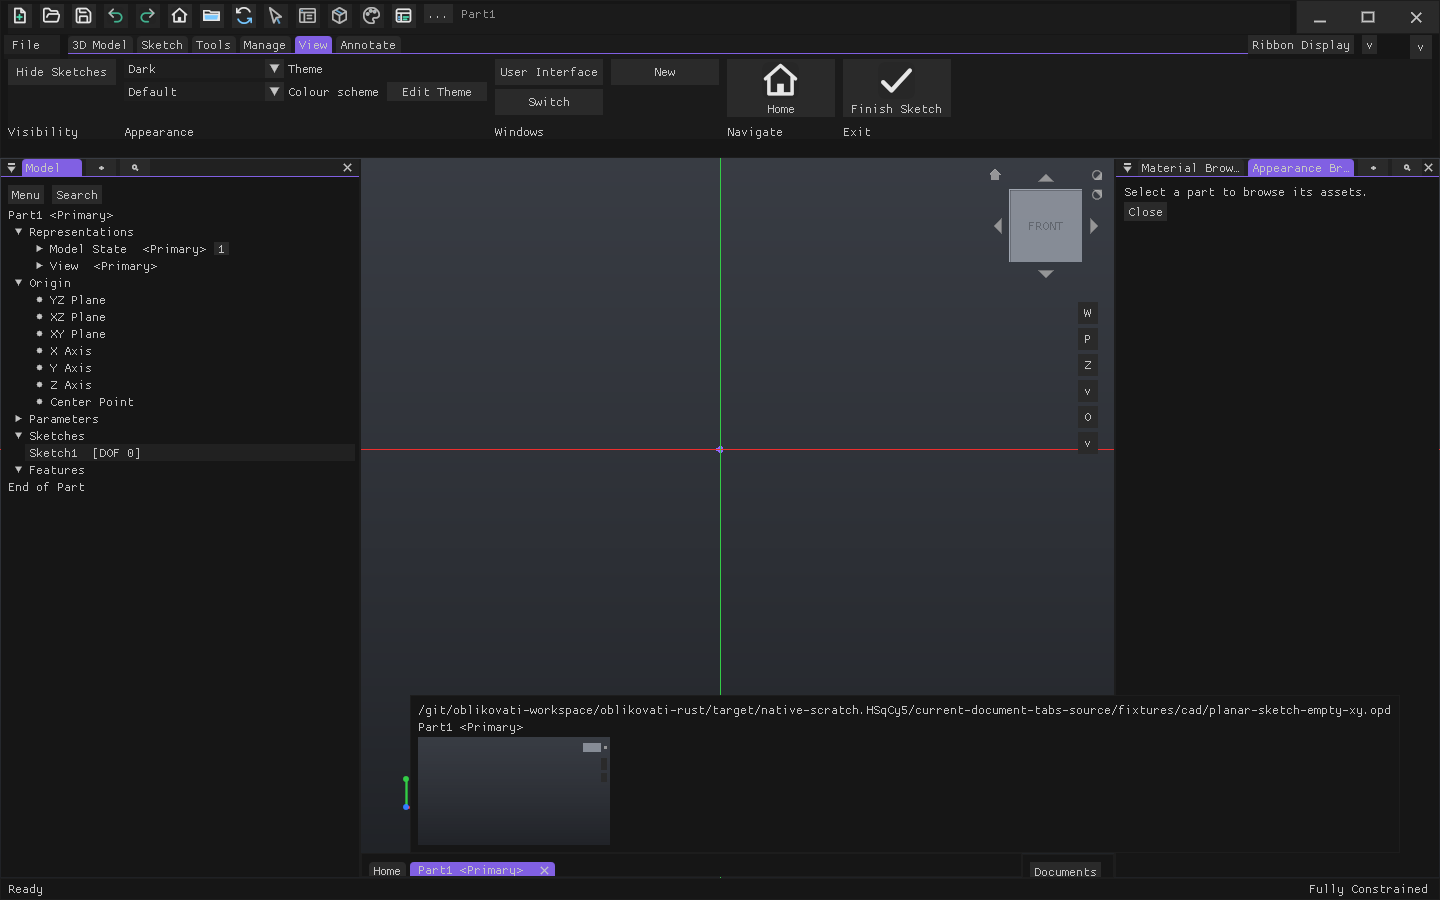 ... Part1
File 3D Model Sketch Tools Manage View Annotate Ribbon Display v v
Hide Sketches Dark Theme User Interface New
Default Colour scheme Edit Theme Switch Home Finish Sketch
Visibility Appearance Windows Navigate Exit
Model
Menu Search
Part1 <Primary>
Representations
Model State <Primary> 1
View <Primary>
Origin
YZ Plane
XZ Plane
XY Plane
X Axis
Y Axis
Z Axis
Center Point
Parameters
Sketches
Sketch1 [DOF 0]
Features
End of Part
FRONT
W
P
Z
v
O
v
Material Brow… Appearance Br…
Select a part to browse its assets.
Close
/git/oblikovati-workspace/oblikovati-rust/target/native-scratch.HSqCy5/current-document-tabs-source/fixtures/cad/planar-sketch-empty-xy.opd
Part1 <Primary>
Home Part1 <Primary> Documents
Ready Fully Constrained